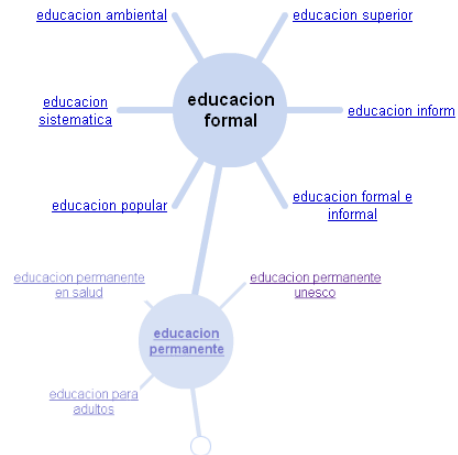 educacion ambiental
educacion superior
educacion
formal
educacion
sistematica
educacion inform
educacion popular
educacion formal e
informal
educacion permanente
en salud
educacion permanente
unesco
educacion
permanente
educacion para
adultos